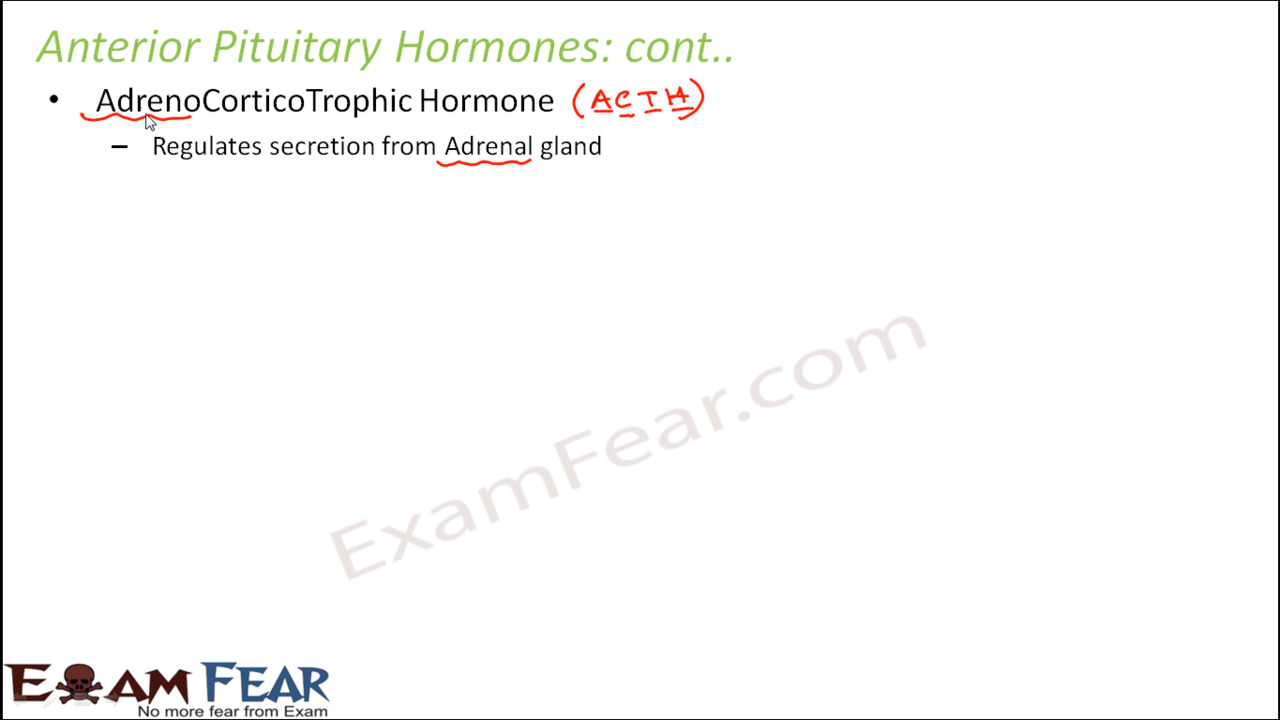 Anterior Pituitary Hormones: cont..
• AdrenoCorticoTrophic Hormone (ACTH)
– Regulates secretion from Adrenal gland
ExamFear.com
EXAM FEAR
No more fear from Exam